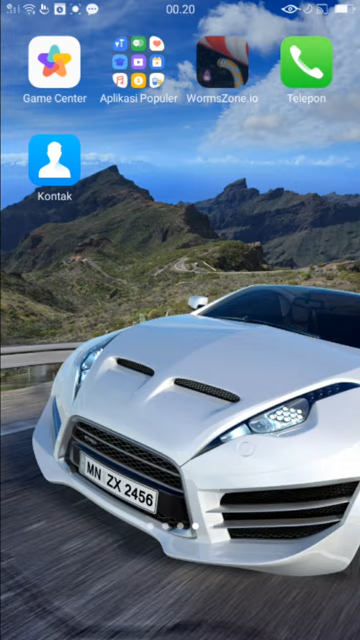 00.20
Game Center
Aplikasi Populer
WormsZone.io
Telepon
Kontak
MN ZX 2456